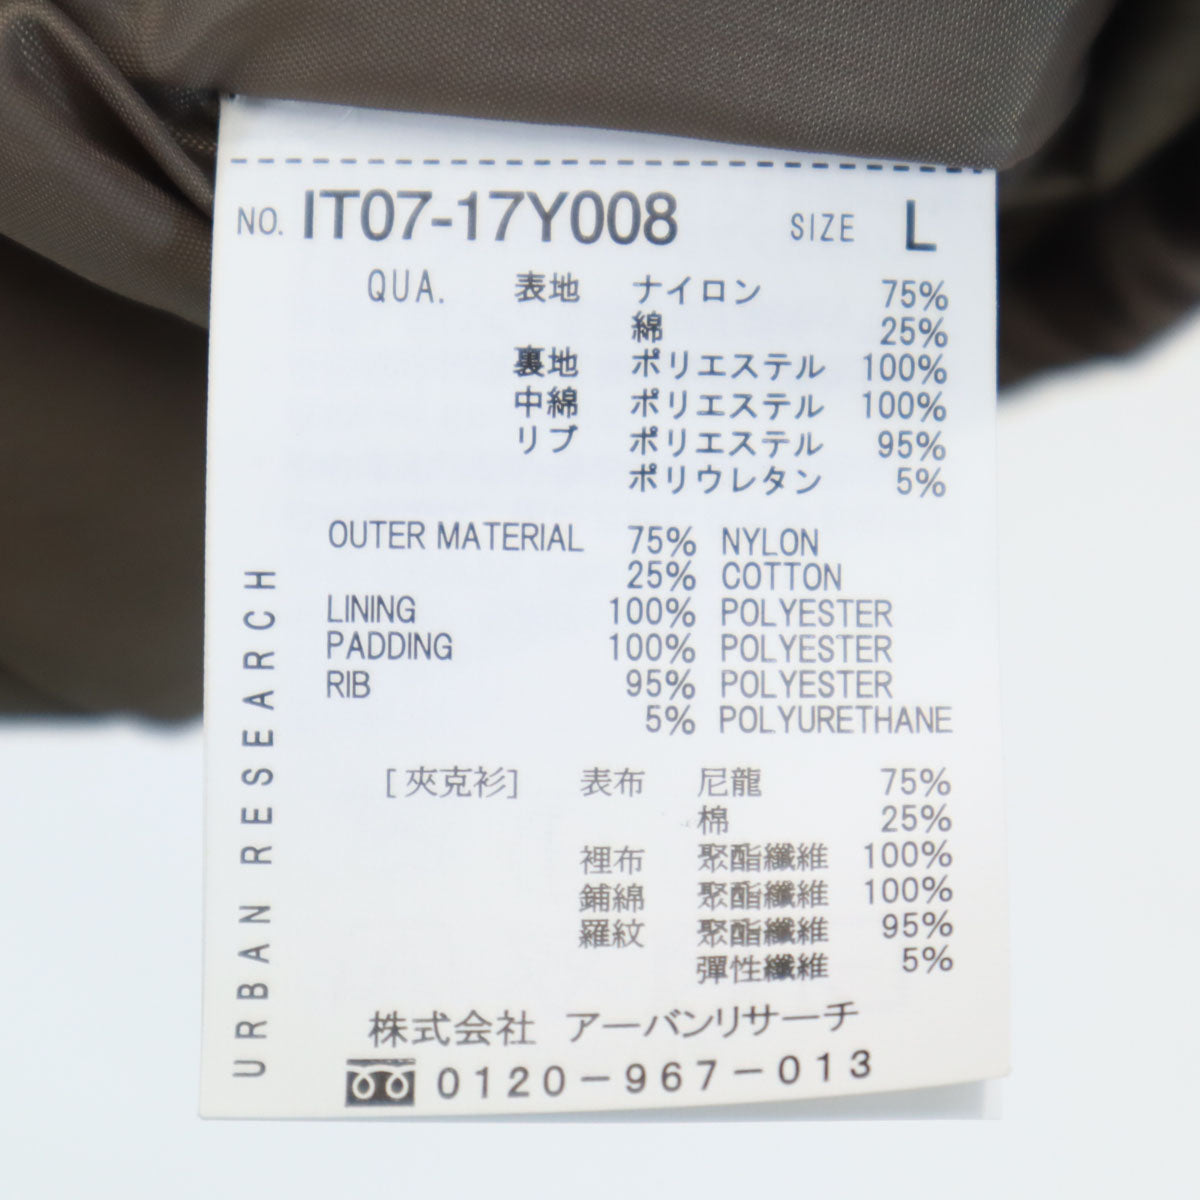 NO. IT07-17Y008 SIZE L
QUA. 表地 ナイロン 75%
綿 25%
裏地 ポリエステル 100%
中綿 ポリエステル 100%
リブ ポリエステル 95%
ポリウレタン 5%
OUTER MATERIAL 75% NYLON
25% COTTON
LINING 100% POLYESTER
PADDING 100% POLYESTER
RIB 95% POLYESTER
5% POLYURETHANE
[夾克衫] 表布 尼龍 75%
棉 25%
裡布 聚酯纖維 100%
鋪綿 聚酯纖維 100%
羅紋 聚酯纖維 95%
彈性纖維 5%
株式会社 アーバンリサーチ
0120-967-013
URBAN RESEARCH